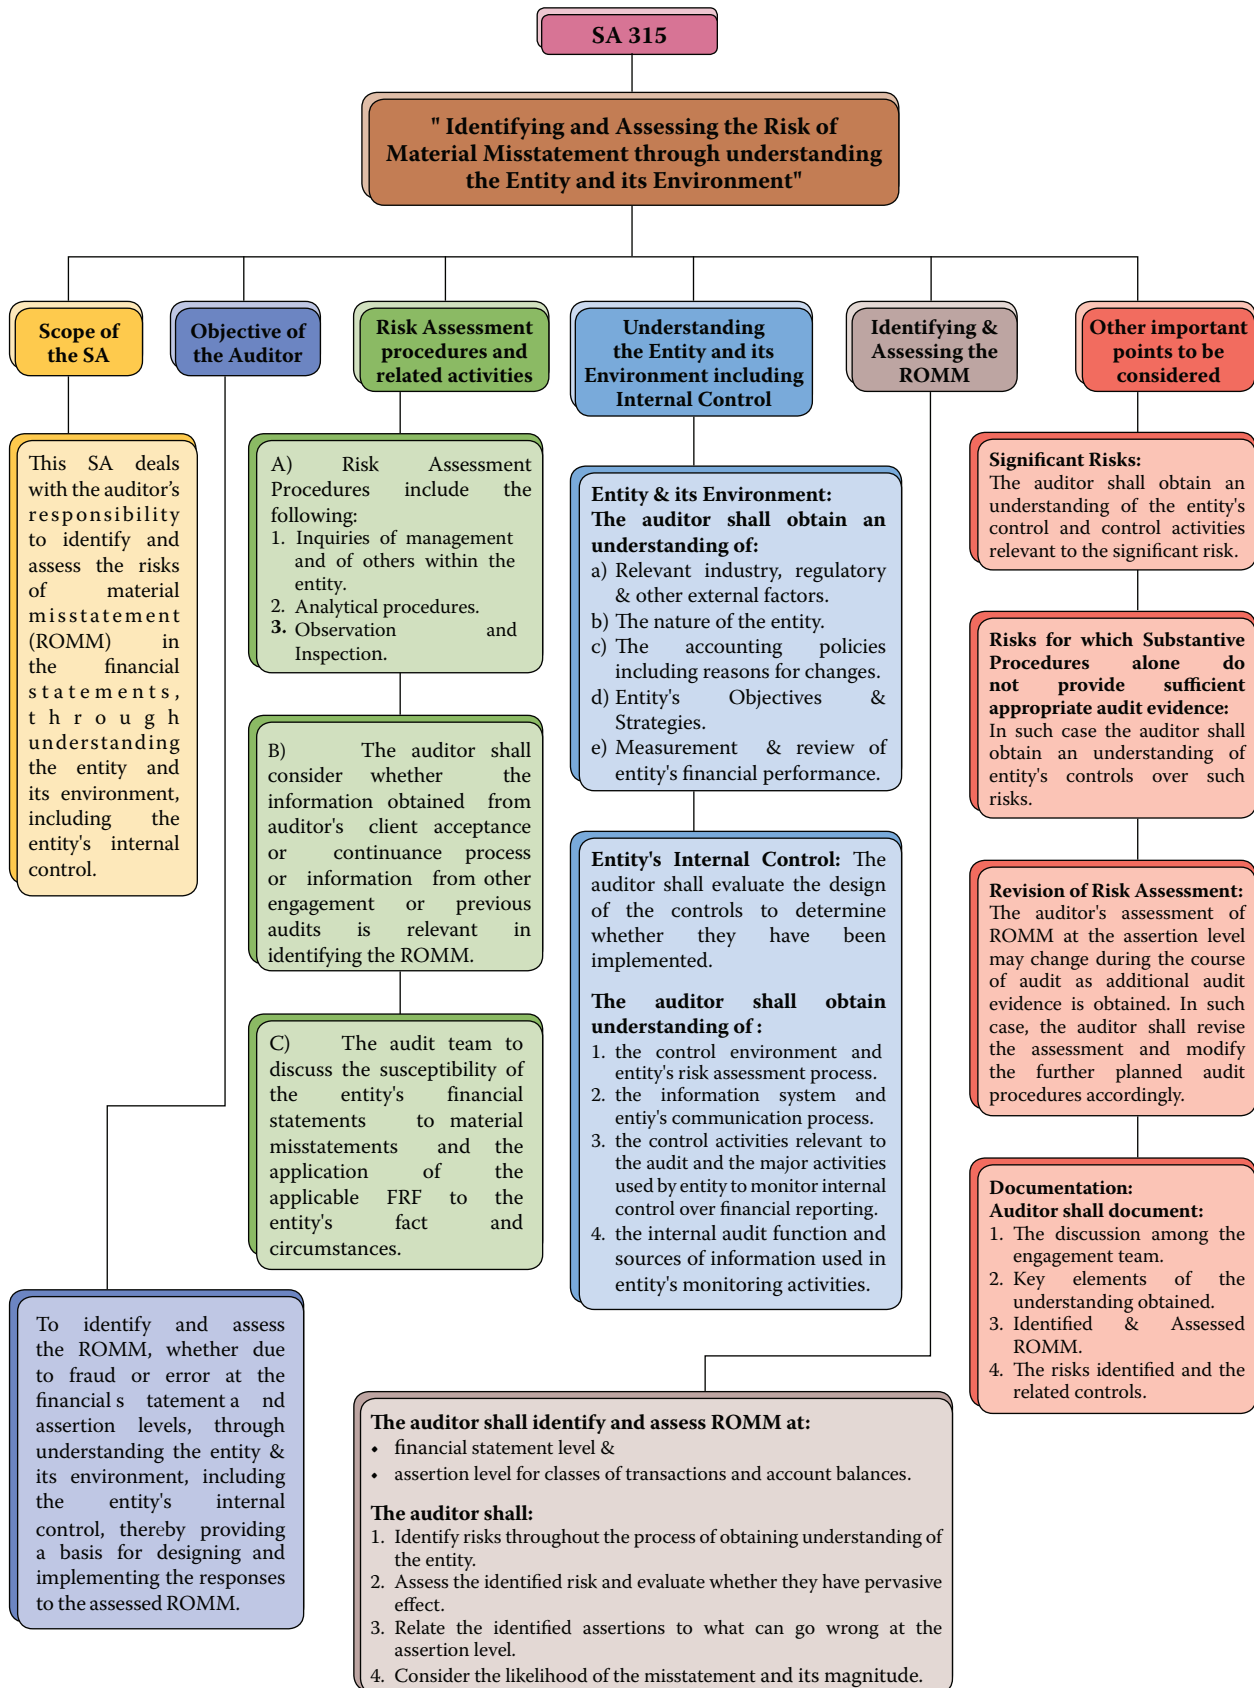 SA 315
" Identifying and Assessing the Risk of
Material Misstatement through understanding
the Entity and its Environment"
Scope of
the SA
This SA deals
with the auditor's
responsibility
to identify and
assess the risks
of material
misstatement
(ROMM) in
the financial
statements,
through
understanding
the entity and
its environment,
including the
entity's internal
control.
Objective of
the Auditor
To identify and assess
the ROMM, whether due
to fraud or error at the
financial s tatement a nd
assertion levels, through
understanding the entity &
its environment, including
the entity's internal
control, thereby providing
a basis for designing and
implementing the responses
to the assessed ROMM.
Risk Assessment
procedures and
related activities
A) Risk Assessment
Procedures include the
following:
1. Inquiries of management
and of others within the
entity.
2. Analytical procedures.
3. Observation and
Inspection.
B) The auditor shall
consider whether the
information obtained from
auditor's client acceptance
or continuance process
or information from other
engagement or previous
audits is relevant in
identifying the ROMM.
C) The audit team to
discuss the susceptibility of
the entity's financial
statements to material
misstatements and the
application of the
applicable FRF to the
entity's fact and
circumstances.
Understanding
the Entity and its
Environment including
Internal Control
Entity & its Environment:
The auditor shall obtain an
understanding of:
a) Relevant industry, regulatory
& other external factors.
b) The nature of the entity.
c) The accounting policies
including reasons for changes.
d) Entity's Objectives &
Strategies.
e) Measurement & review of
entity's financial performance.
Entity's Internal Control: The
auditor shall evaluate the design
of the controls to determine
whether they have been
implemented.
The auditor shall obtain
understanding of :
1. the control environment and
entity's risk assessment process.
2. the information system and
entiy's communication process.
3. the control activities relevant to
the audit and the major activities
used by entity to monitor internal
control over financial reporting.
4. the internal audit function and
sources of information used in
entity's monitoring activities.
Identifying &
Assessing the
ROMM
The auditor shall identify and assess ROMM at:
• financial statement level &
• assertion level for classes of transactions and account balances.
The auditor shall:
1. Identify risks throughout the process of obtaining understanding of
the entity.
2. Assess the identified risk and evaluate whether they have pervasive
effect.
3. Relate the identified assertions to what can go wrong at the
assertion level.
4. Consider the likelihood of the misstatement and its magnitude.
Other important
points to be
considered
Significant Risks:
The auditor shall obtain an
understanding of the entity's
control and control activities
relevant to the significant risk.
Risks for which Substantive
Procedures alone do
not provide sufficient
appropriate audit evidence:
In such case the auditor shall
obtain an understanding of
entity's controls over such
risks.
Revision of Risk Assessment:
The auditor's assessment of
ROMM at the assertion level
may change during the course
of audit as additional audit
evidence is obtained. In such
case, the auditor shall revise
the assessment and modify
the further planned audit
procedures accordingly.
Documentation:
Auditor shall document:
1. The discussion among the
engagement team.
2. Key elements of the
understanding obtained.
3. Identified & Assessed
ROMM.
4. The risks identified and the
related controls.